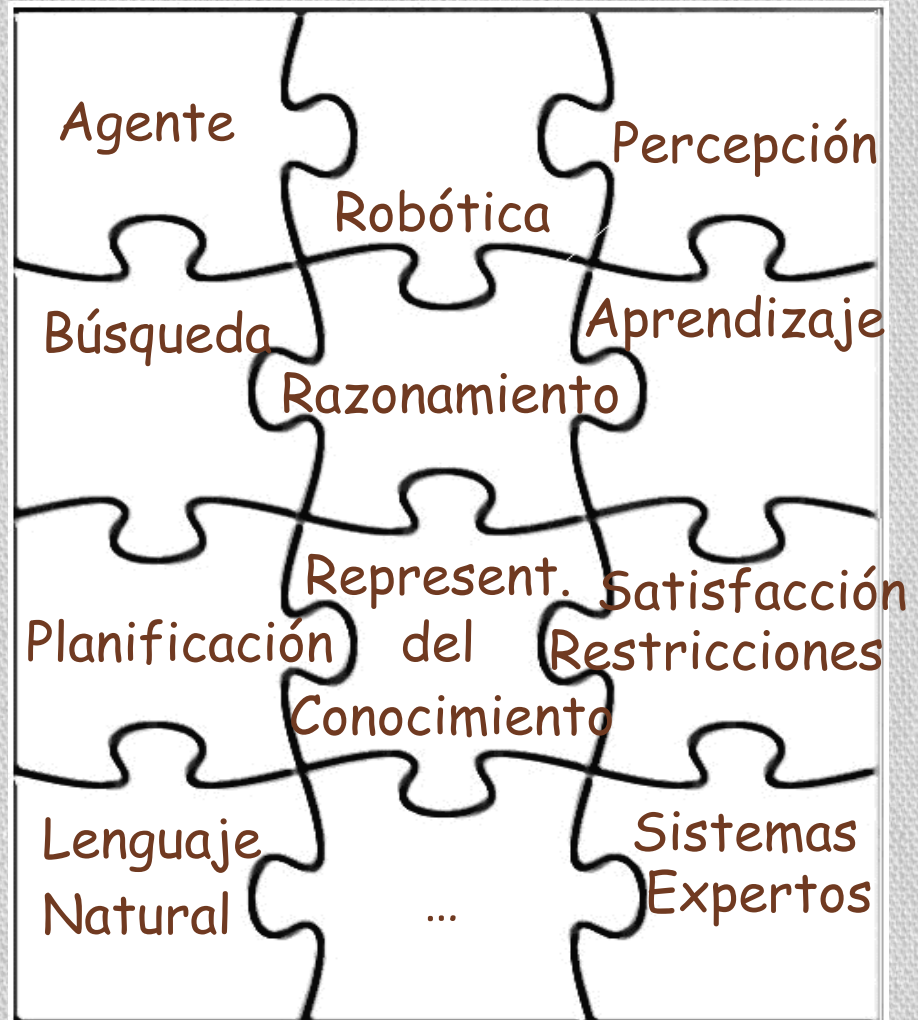 Agente
Robótica
Percepción
Búsqueda
Razonamiento
Aprendizaje
Planificación
Represent.
del
Conocimiento
Satisfacción
Restricciones
Lenguaje
Natural
...
Sistemas
Expertos